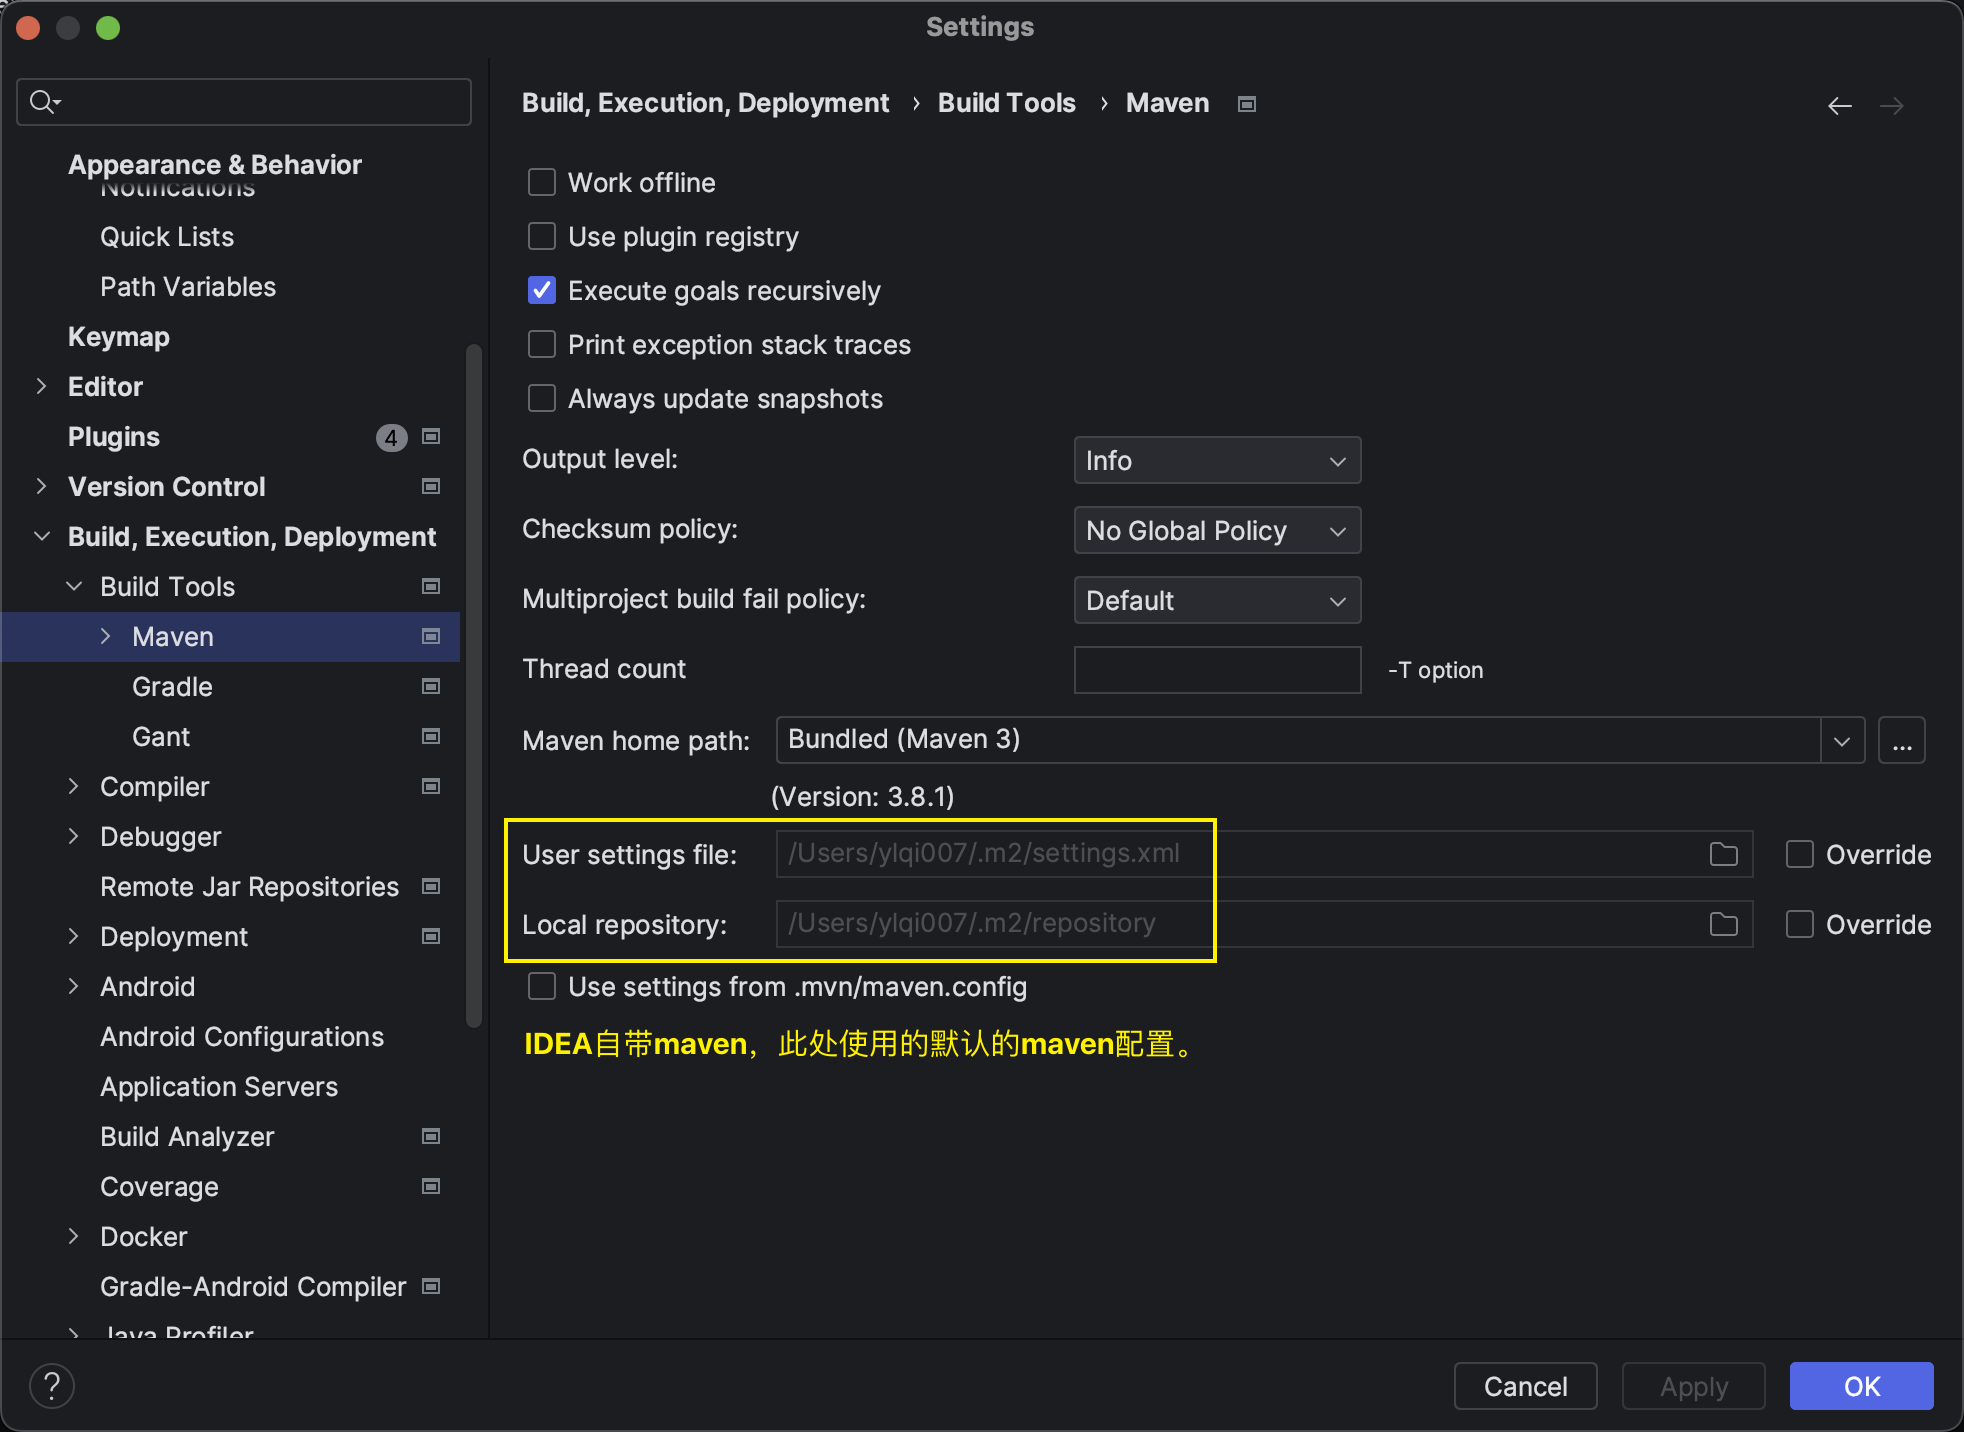 Settings
Appearance & Behavior
Notifications
Quick Lists
Path Variables
Keymap
Editor
Plugins 4
Version Control
Build, Execution, Deployment
Build Tools
Maven
Gradle
Gant
Compiler
Debugger
Remote Jar Repositories
Deployment
Android
Android Configurations
Application Servers
Build Analyzer
Coverage
Docker
Gradle-Android Compiler
Java Profiler
Build, Execution, Deployment › Build Tools › Maven
Work offline
Use plugin registry
Execute goals recursively
Print exception stack traces
Always update snapshots
Output level: Info
Checksum policy: No Global Policy
Multiproject build fail policy: Default
Thread count -T option
Maven home path: Bundled (Maven 3) ...
(Version: 3.8.1)
User settings file: /Users/ylqi007/.m2/settings.xml Override
Local repository: /Users/ylqi007/.m2/repository Override
Use settings from .mvn/maven.config
IDEA自带maven，此处使用的默认的maven配置。
? Cancel Apply OK